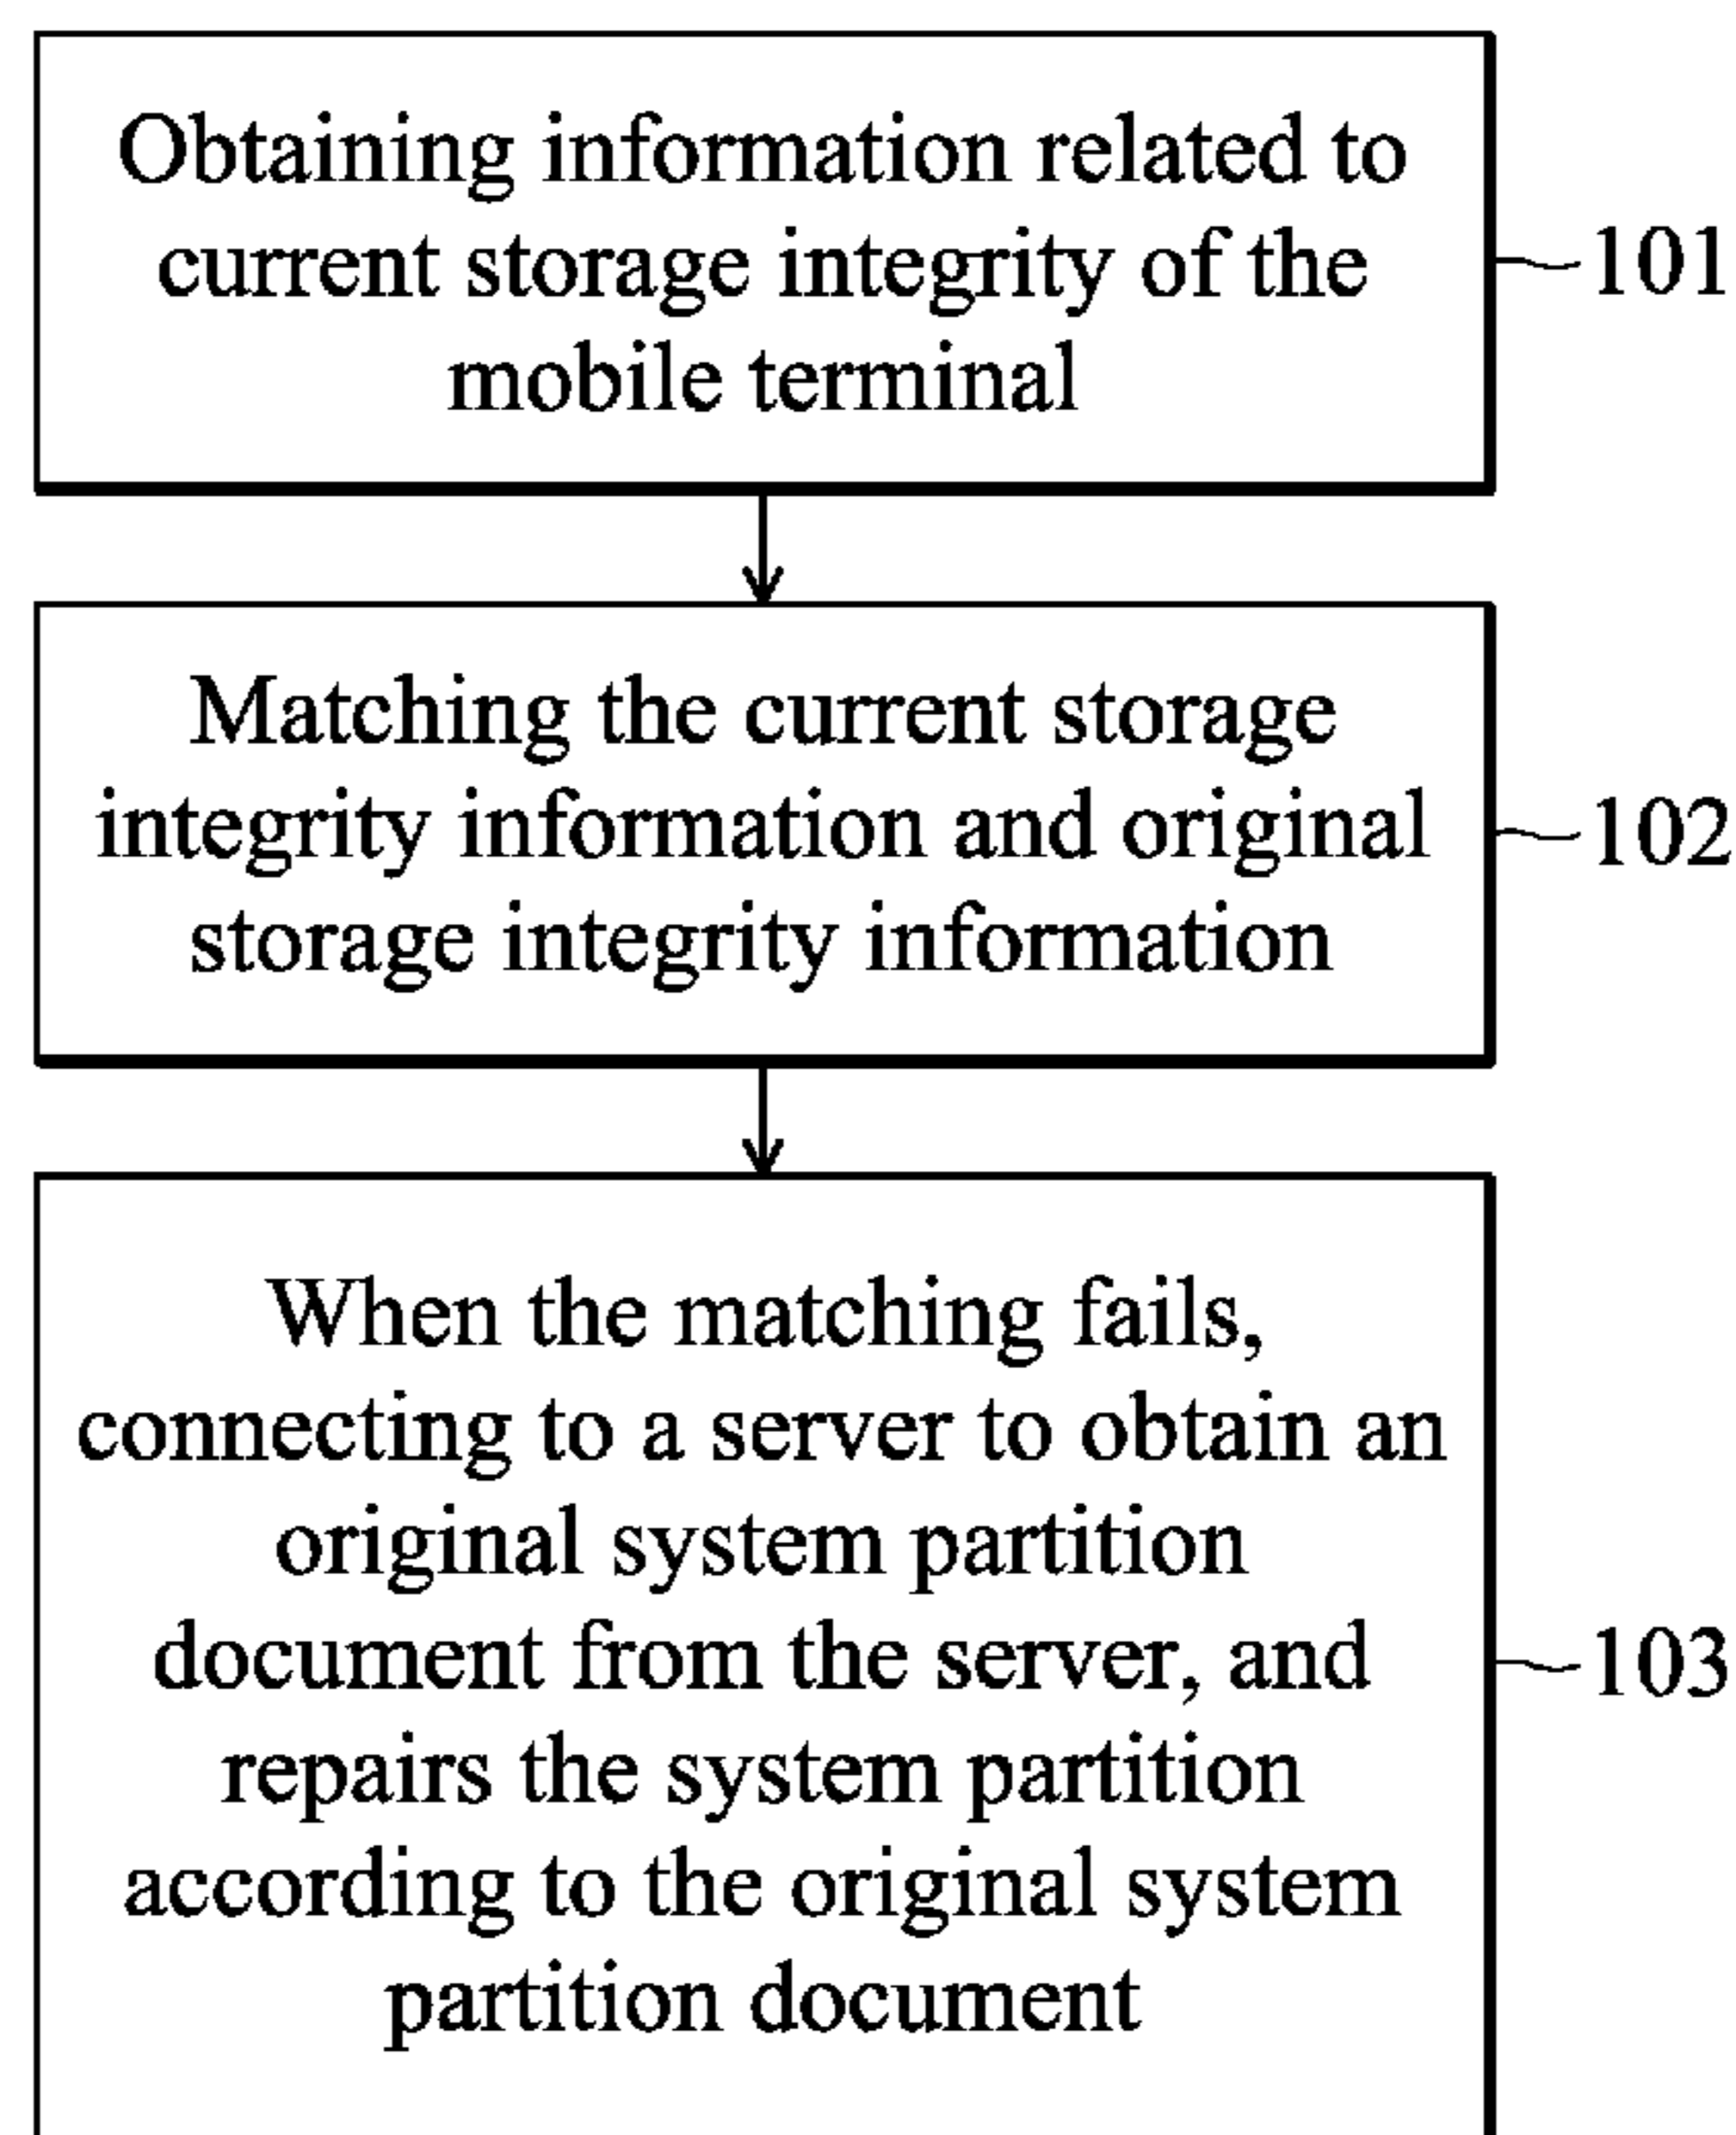 Obtaining information related to
current storage integrity of the
mobile terminal
101
Matching the current storage
integrity information and original
storage integrity information
102
When the matching fails,
connecting to a server to obtain an
original system partition
document from the server, and
repairs the system partition
according to the original system
partition document
103